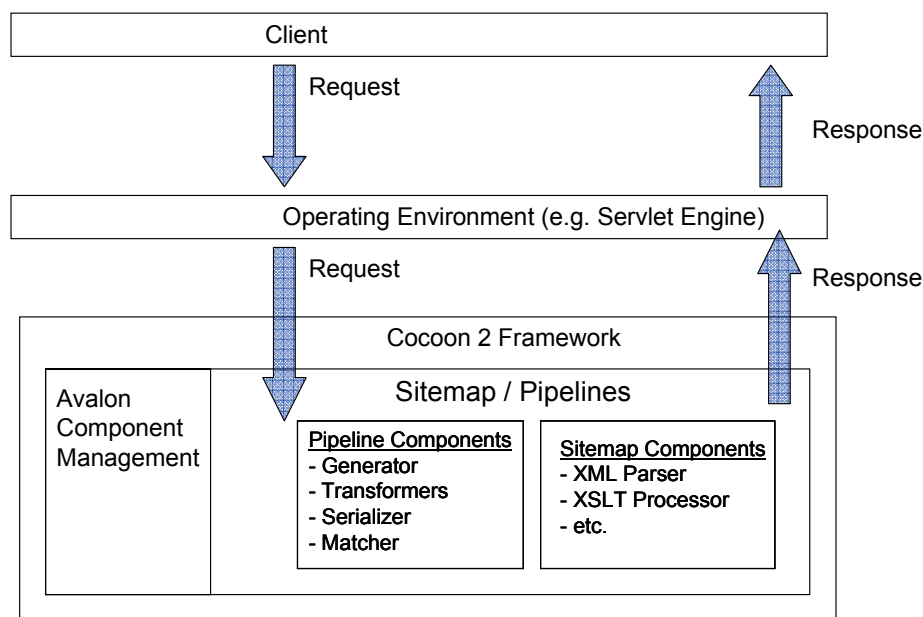 Client
Request
Response
Operating Environment (e.g. Servlet Engine)
Request
Response
Cocoon 2 Framework
Avalon
Component
Management
Sitemap / Pipelines
Pipeline Components
- Generator
- Transformers
- Serializer
- Matcher
Sitemap Components
- XML Parser
- XSLT Processor
- etc.